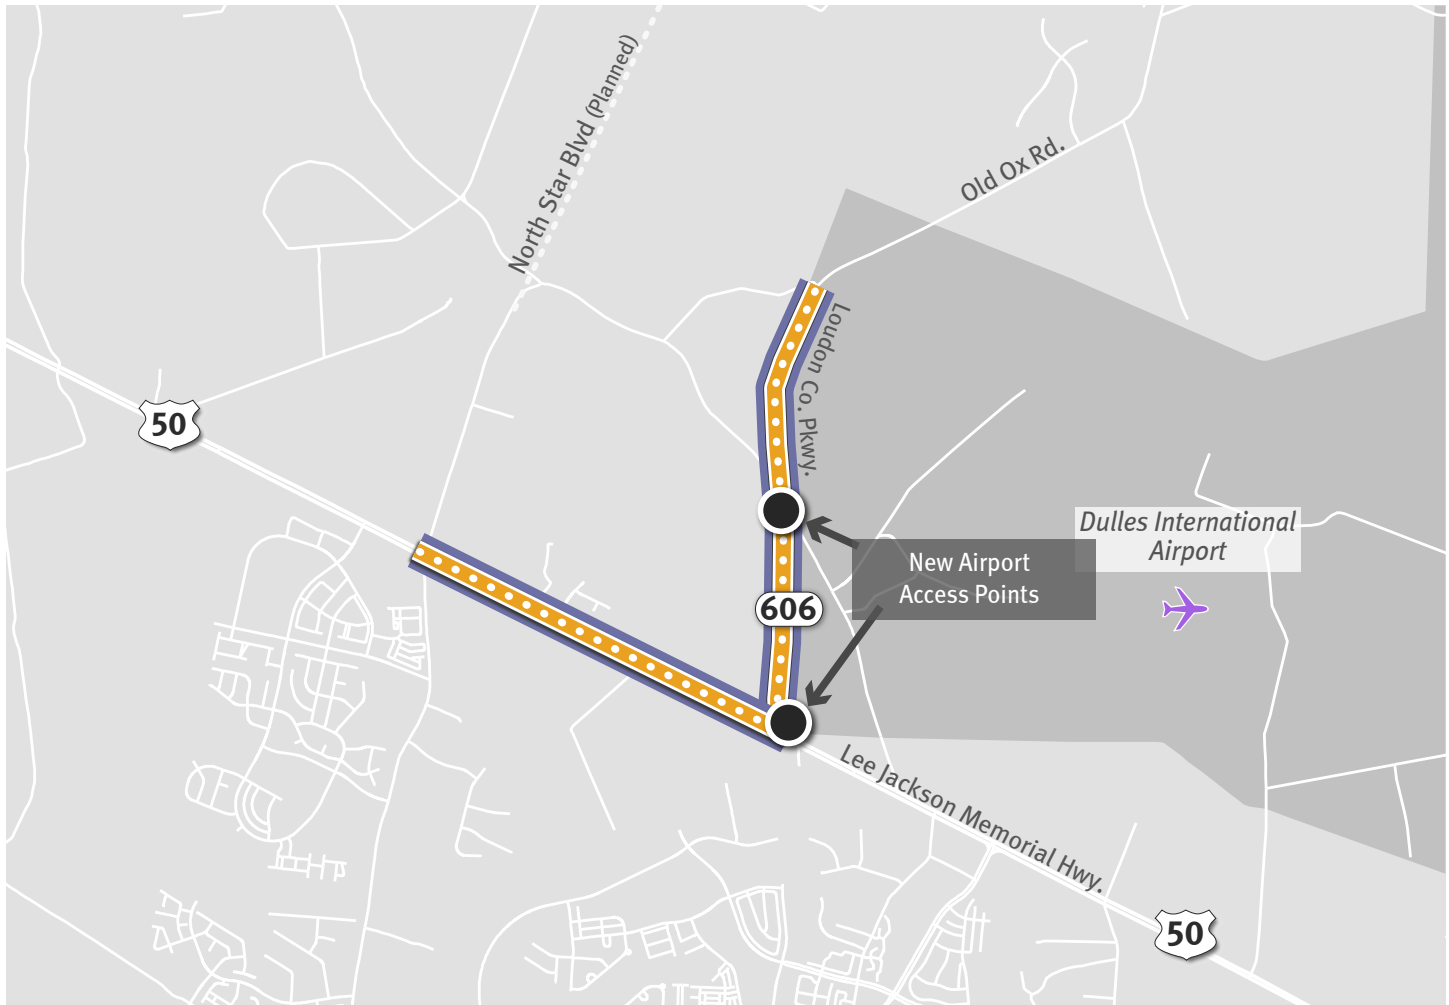 North Star Blvd (Planned)
Old Ox Rd.
Loudon Co. Pkwy.
50
Dulles International
Airport
New Airport
Access Points
606
Lee Jackson Memorial Hwy.
50